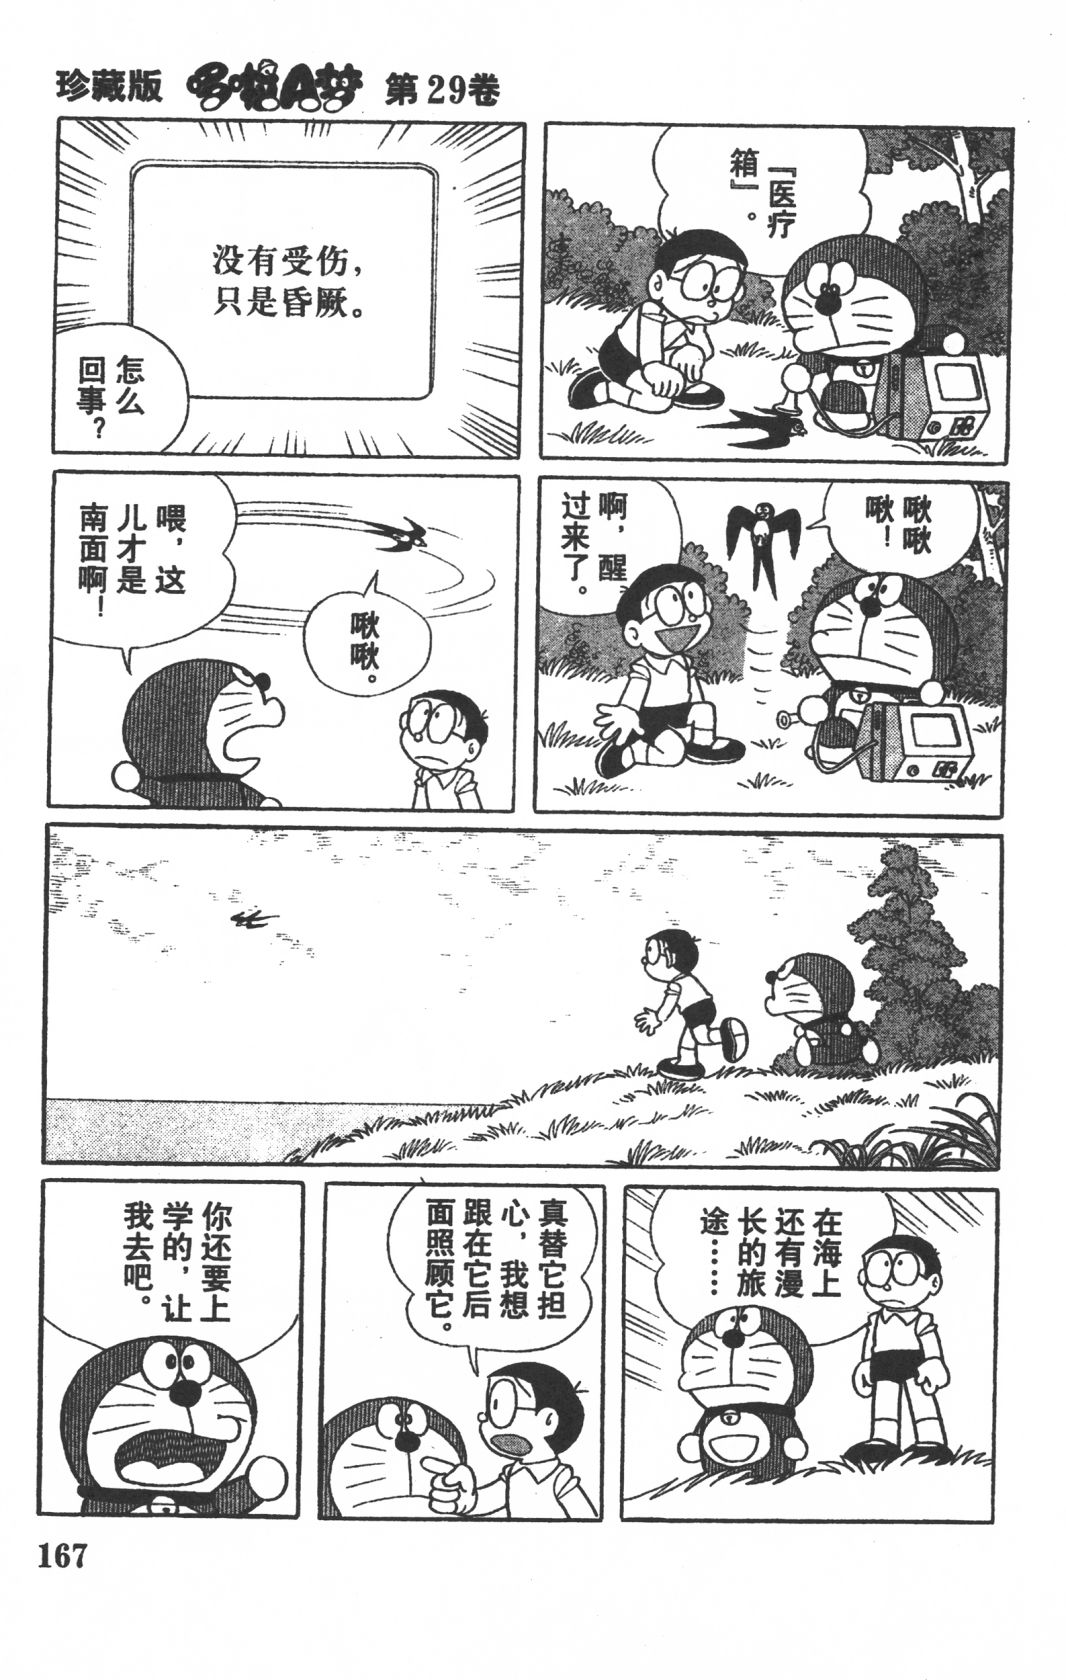 珍藏版 哆啦A梦 第29卷
『医疗
箱』。
没有受伤，
只是昏厥。
怎么
回事？
啾啾
啾！
啊，醒
过来了。
啾
啾。
喂，这
儿才是
南面啊！
在海上
还有漫
长的旅
途……
真替它担
心，我想
跟在它后
面照顾它。
你还要上
学的，让
我去吧。
167